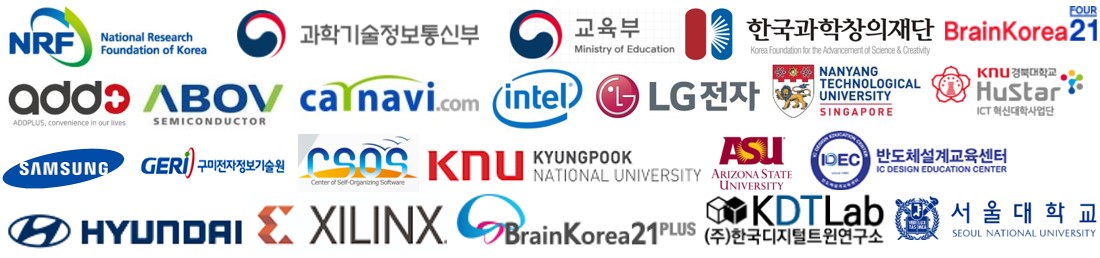 NRF National Research
Foundation of Korea
과학기술정보통신부
교육부
Ministry of Education
한국과학창의재단
Korea Foundation for the Advancement of Science & Creativity
FOUR
BrainKorea21
add
ADDPLUS, convenience in our lives
ABOV
SEMICONDUCTOR
carnavi.com
intel
LG전자
NANYANG
TECHNOLOGICAL
UNIVERSITY
SINGAPORE
KNU 경북대학교
HuStar
ICT 혁신대학사업단
SAMSUNG
GERI 구미전자정보기술원
CSOS
Center of Self-Organizing Software
KNU KYUNGPOOK
NATIONAL UNIVERSITY
ASU
ARIZONA STATE
UNIVERSITY
IC DESIGN EDUCATION CENTER
IDEC
반도체설계교육센터
IC DESIGN EDUCATION CENTER
HYUNDAI
XILINX
BrainKorea21 PLUS
KDTLab
(주)한국디지털트윈연구소
서울대학교
SEOUL NATIONAL UNIVERSITY